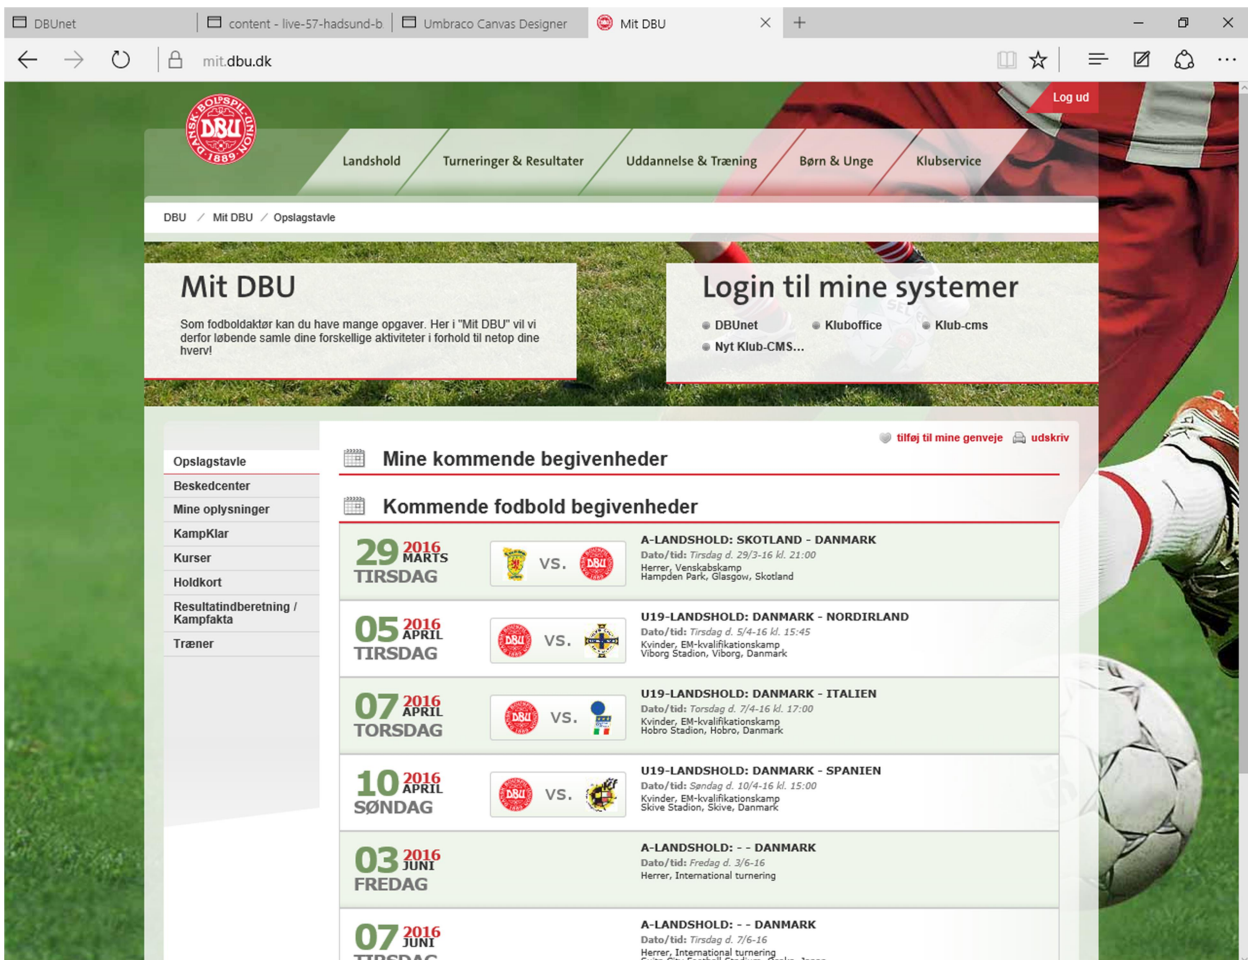 DBUnet
content - live-57-hadsund-b
Umbraco Canvas Designer
Mit DBU
mit.dbu.dk
Log ud
DANSK BOLDSPIL-UNION
DBU
1889
Landshold
Turneringer & Resultater
Uddannelse & Træning
Børn & Unge
Klubservice
DBU / Mit DBU / Opslagstavle
Mit DBU
Som fodboldaktør kan du have mange opgaver. Her i "Mit DBU" vil vi
derfor løbende samle dine forskellige aktiviteter i forhold til netop dine
hverv!
Login til mine systemer
DBUnet
Kluboffice
Klub-cms
Nyt Klub-CMS...
tilføj til mine genveje
udskriv
Opslagstavle
Beskedcenter
Mine oplysninger
KampKlar
Kurser
Holdkort
Resultatindberetning /
Kampfakta
Træner
Mine kommende begivenheder
Kommende fodbold begivenheder
29 2016
MARTS
TIRSDAG
VS. DBU
A-LANDSHOLD: SKOTLAND - DANMARK
Dato/tid: Tirsdag d. 29/3-16 kl. 21:00
Herrer, Venskabskamp
Hampden Park, Glasgow, Skotland
05 2016
APRIL
TIRSDAG
DBU VS.
U19-LANDSHOLD: DANMARK - NORDIRLAND
Dato/tid: Tirsdag d. 5/4-16 kl. 15:45
Kvinder, EM-kvalifikationskamp
Viborg Stadion, Viborg, Danmark
07 2016
APRIL
TORSDAG
DBU VS.
U19-LANDSHOLD: DANMARK - ITALIEN
Dato/tid: Torsdag d. 7/4-16 kl. 17:00
Kvinder, EM-kvalifikationskamp
Hobro Stadion, Hobro, Danmark
10 2016
APRIL
SØNDAG
DBU VS.
U19-LANDSHOLD: DANMARK - SPANIEN
Dato/tid: Søndag d. 10/4-16 kl. 15:00
Kvinder, EM-kvalifikationskamp
Skive Stadion, Skive, Danmark
03 2016
JUNI
FREDAG
A-LANDSHOLD: - - DANMARK
Dato/tid: Fredag d. 3/6-16
Herrer, International turnering
07 2016
JUNI
TIRSDAG
A-LANDSHOLD: - - DANMARK
Dato/tid: Tirsdag d. 7/6-16
Herrer, International turnering